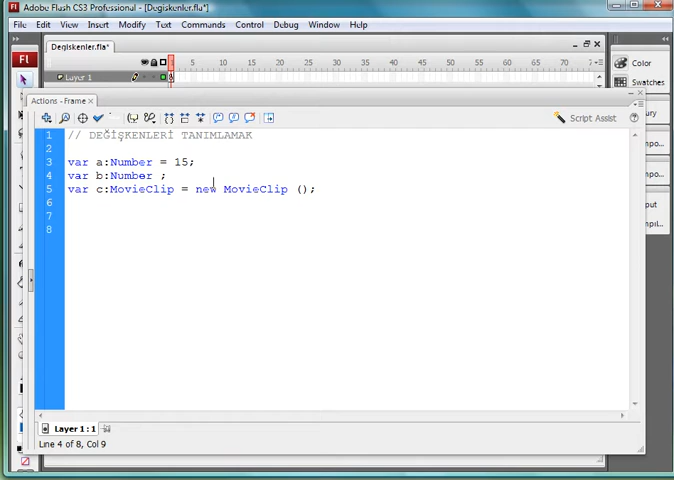 Adobe Flash CS3 Professional - [Degiskenler.fla*]
File Edit View Insert Modify Text Commands Control Debug Window Help
Degiskenler.fla*
5 10 15 20 25 30 35 40 45 50 55 60 65 70
Fl
Layer 1
Color
Swatches
Actions - Frame
Script Assist
1 // DEĞİŞKENLERİ TANIMLAMAK
2
3 var a:Number = 15;
4 var b:Number ;
5 var c:MovieClip = new MovieClip ();
6
7
8
Layer 1 : 1
Line 4 of 8, Col 9